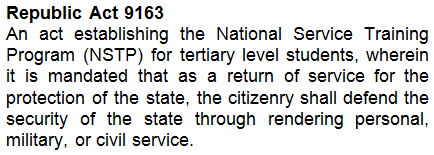 Republic Act 9163
An act establishing the National Service Training
Program (NSTP) for tertiary level students, wherein
it is mandated that as a return of service for the
protection of the state, the citizenry shall defend the
security of the state through rendering personal,
military, or civil service.